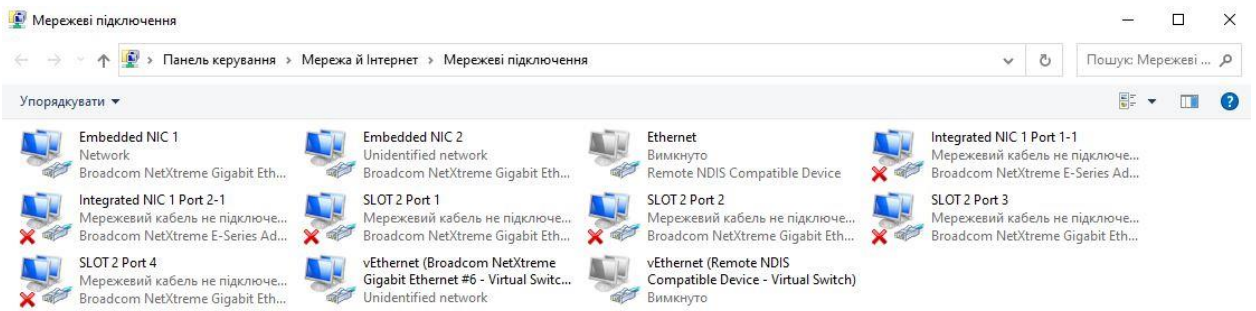 Мережеві підключення
Панель керування > Мережа й Інтернет > Мережеві підключення
Пошук: Мережеві ...
Упорядкувати
Embedded NIC 1
Network
Broadcom NetXtreme Gigabit Eth...
Embedded NIC 2
Unidentified network
Broadcom NetXtreme Gigabit Eth...
Ethernet
Вимкнуто
Remote NDIS Compatible Device
Integrated NIC 1 Port 1-1
Мережевий кабель не підключе...
Broadcom NetXtreme E-Series Ad...
Integrated NIC 1 Port 2-1
Мережевий кабель не підключе...
Broadcom NetXtreme E-Series Ad...
SLOT 2 Port 1
Мережевий кабель не підключе...
Broadcom NetXtreme Gigabit Eth...
SLOT 2 Port 2
Мережевий кабель не підключе...
Broadcom NetXtreme Gigabit Eth...
SLOT 2 Port 3
Мережевий кабель не підключе...
Broadcom NetXtreme Gigabit Eth...
SLOT 2 Port 4
Мережевий кабель не підключе...
Broadcom NetXtreme Gigabit Eth...
vEthernet (Broadcom NetXtreme
Gigabit Ethernet #6 - Virtual Switc...
Unidentified network
vEthernet (Remote NDIS
Compatible Device - Virtual Switch)
Вимкнуто